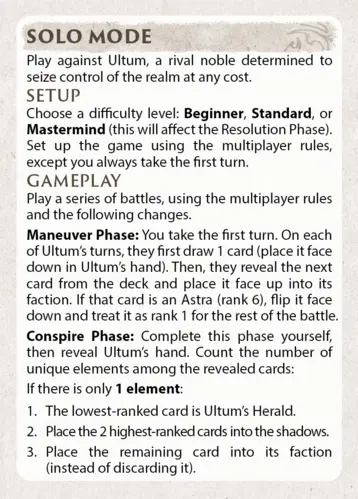 SOLO MODE
Play against Ultum, a rival noble determined to
seize control of the realm at any cost.
SETUP
Choose a difficulty level: Beginner, Standard, or
Mastermind (this will affect the Resolution Phase).
Set up the game using the multiplayer rules,
except you always take the first turn.
GAMEPLAY
Play a series of battles, using the multiplayer rules
and the following changes.
Maneuver Phase: You take the first turn. On each
of Ultum's turns, they first draw 1 card (place it face
down in Ultum's hand). Then, they reveal the next
card from the deck and place it face up into its
faction. If that card is an Astra (rank 6), flip it face
down and treat it as rank 1 for the rest of the battle.
Conspire Phase: Complete this phase yourself,
then reveal Ultum's hand. Count the number of
unique elements among the revealed cards:
If there is only 1 element:
1. The lowest-ranked card is Ultum's Herald.
2. Place the 2 highest-ranked cards into the shadows.
3. Place the remaining card into its faction
(instead of discarding it).